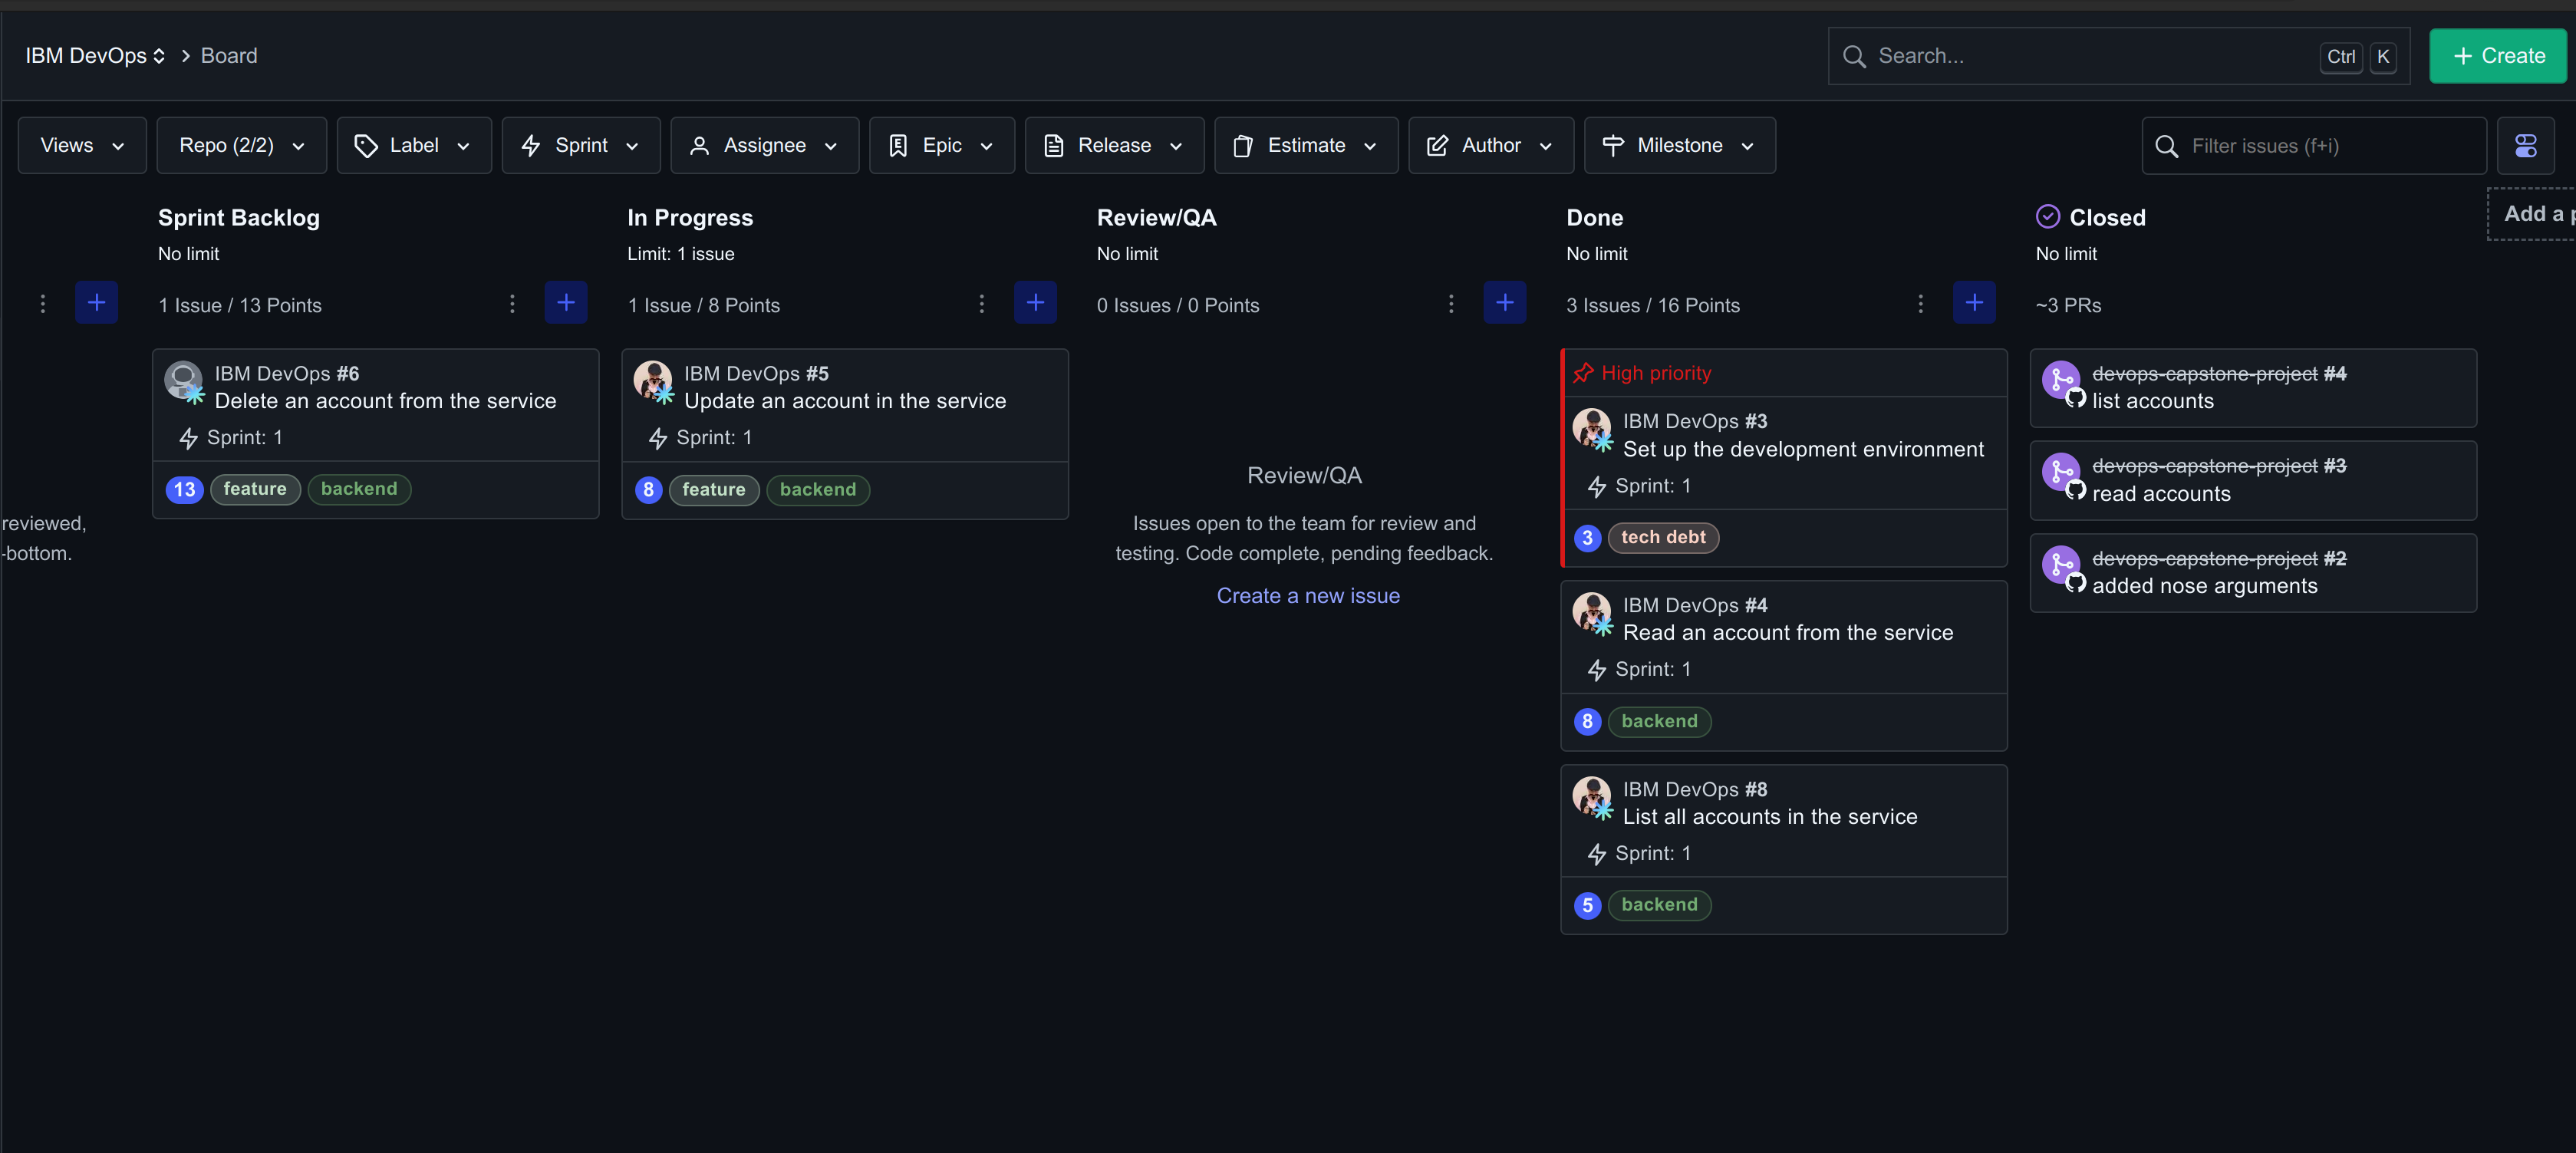 IBM DevOps > Board
Search... Ctrl K
+ Create
Views
Repo (2/2)
Label
Sprint
Assignee
Epic
Release
Estimate
Author
Milestone
Filter issues (f+i)
reviewed,
-bottom.
Sprint Backlog
No limit
1 Issue / 13 Points
IBM DevOps #6
Delete an account from the service
Sprint: 1
13 feature backend
In Progress
Limit: 1 issue
1 Issue / 8 Points
IBM DevOps #5
Update an account in the service
Sprint: 1
8 feature backend
Review/QA
No limit
0 Issues / 0 Points
Review/QA
Issues open to the team for review and
testing. Code complete, pending feedback.
Create a new issue
Done
No limit
3 Issues / 16 Points
High priority
IBM DevOps #3
Set up the development environment
Sprint: 1
3 tech debt
IBM DevOps #4
Read an account from the service
Sprint: 1
8 backend
IBM DevOps #8
List all accounts in the service
Sprint: 1
5 backend
Closed
No limit
~3 PRs
devops-capstone-project #4
list accounts
devops-capstone-project #3
read accounts
devops-capstone-project #2
added nose arguments
Add a